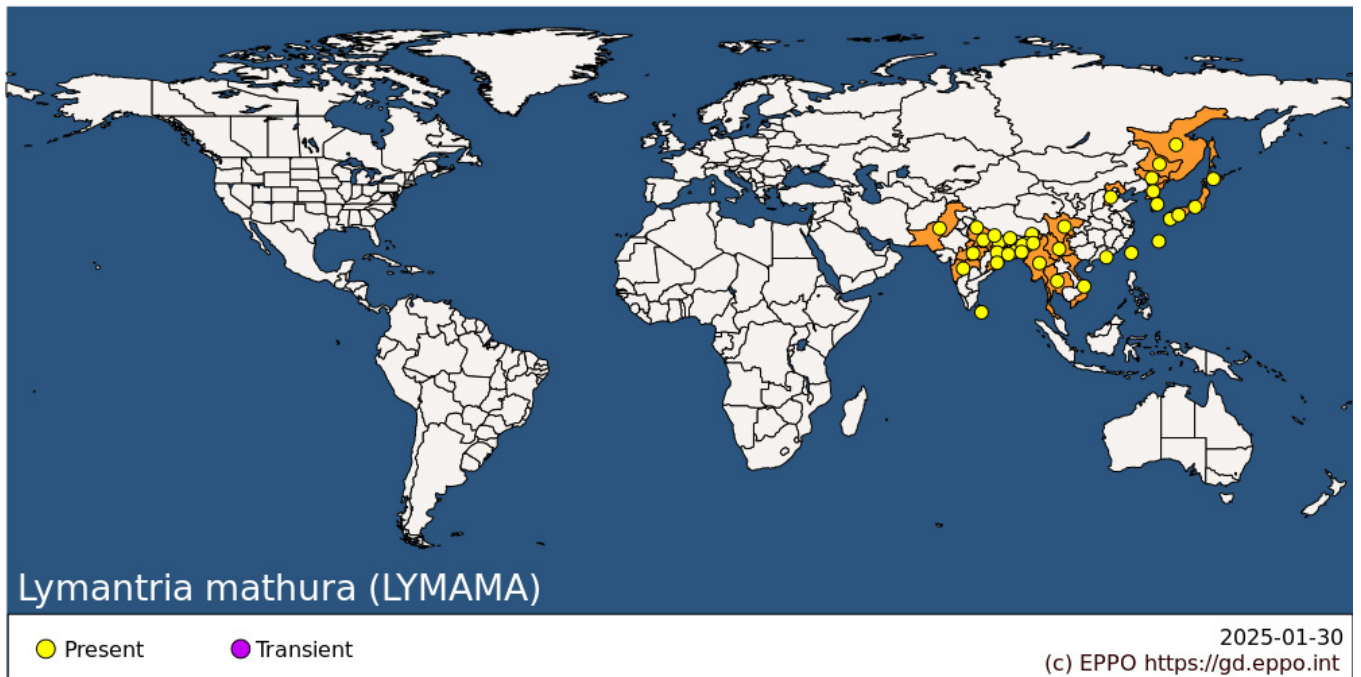 Lymantria mathura (LYMAMA)
Present
Transient
2025-01-30
(c) EPPO https://gd.eppo.int